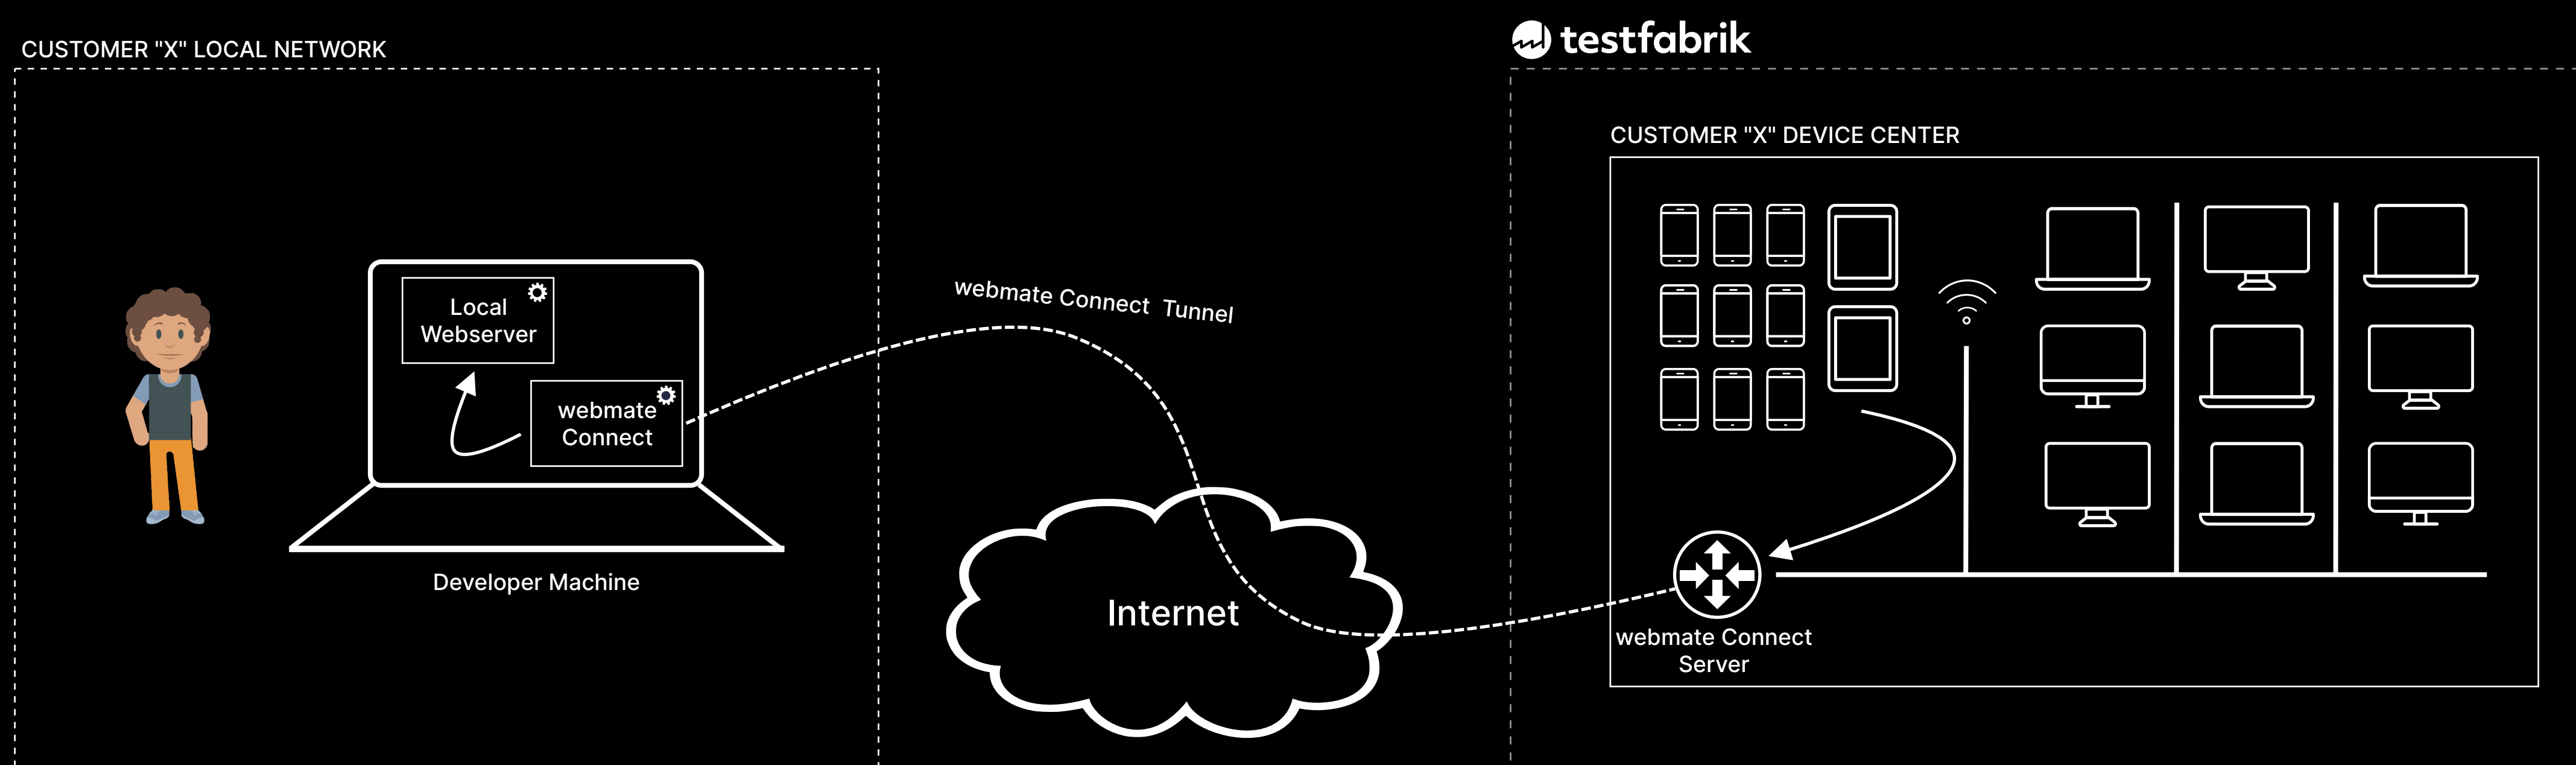 CUSTOMER "X" LOCAL NETWORK
testfabrik
CUSTOMER "X" DEVICE CENTER
Local
Webserver
webmate
Connect
Developer Machine
webmate Connect Tunnel
Internet
webmate Connect
Server